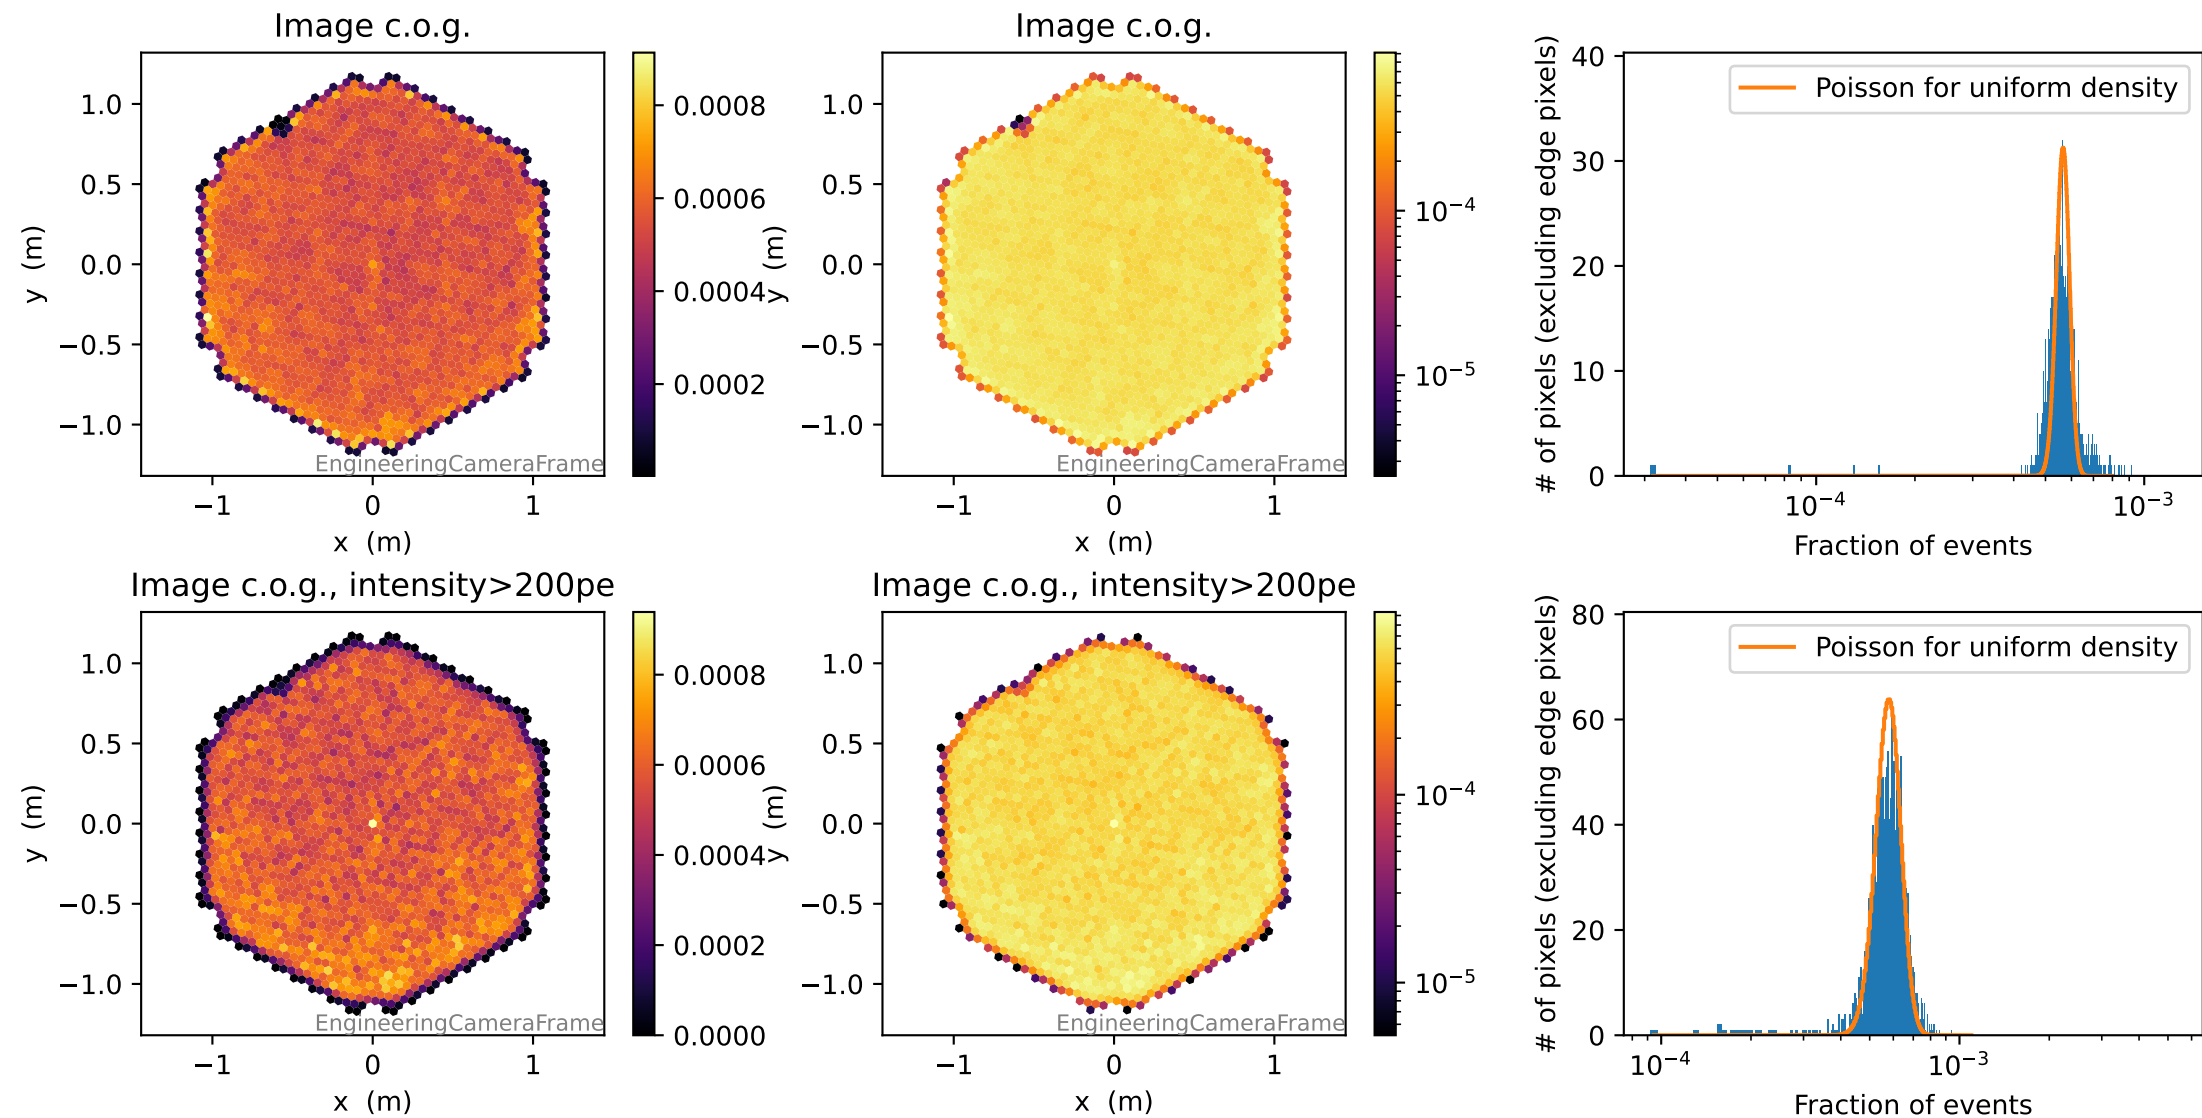 Image c.o.g.
Image c.o.g.
y (m)
1.0
0.5
0.0
−0.5
−1.0
−1
0
1
x (m)
EngineeringCameraFrame
0.0008
0.0006
0.0004
0.0002
y (m)
1.0
0.5
0.0
−0.5
−1.0
−1
0
1
x (m)
EngineeringCameraFrame
10⁻⁴
10⁻⁵
# of pixels (excluding edge pixels)
40
30
20
10
0
Poisson for uniform density
10⁻⁴
10⁻³
Fraction of events
Image c.o.g., intensity>200pe
Image c.o.g., intensity>200pe
y (m)
1.0
0.5
0.0
−0.5
−1.0
−1
0
1
x (m)
EngineeringCameraFrame
0.0008
0.0006
0.0004
0.0002
0.0000
y (m)
1.0
0.5
0.0
−0.5
−1.0
−1
0
1
x (m)
EngineeringCameraFrame
10⁻⁴
10⁻⁵
# of pixels (excluding edge pixels)
80
60
40
20
0
Poisson for uniform density
10⁻⁴
10⁻³
Fraction of events